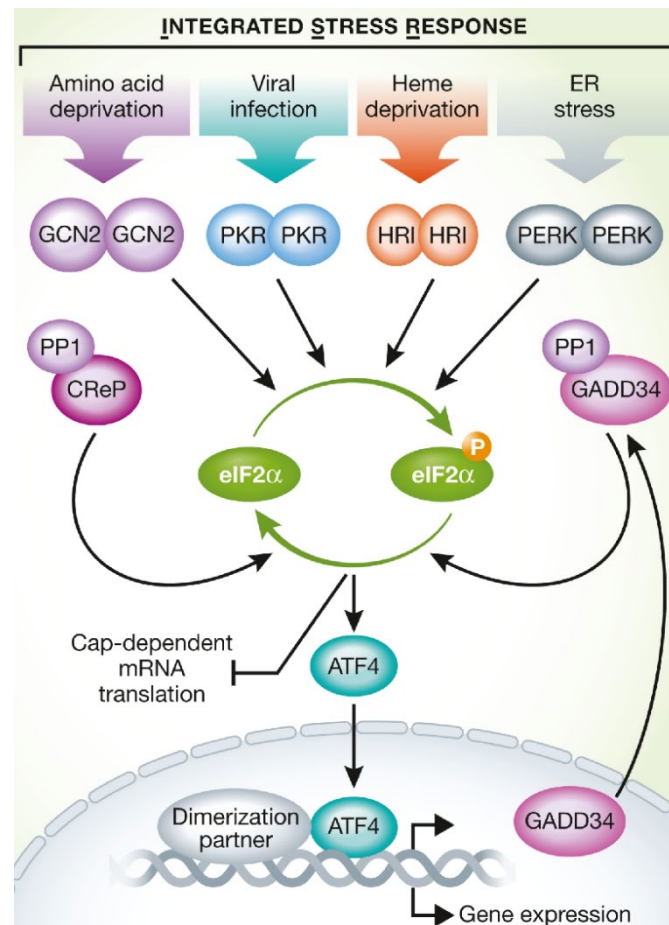 INTEGRATED STRESS RESPONSE
Amino acid
deprivation
Viral
infection
Heme
deprivation
ER
stress
GCN2 GCN2
PKR PKR
HRI HRI
PERK PERK
PP1
CReP
PP1
GADD34
eIF2α
P
eIF2α
Cap-dependent
mRNA
translation
ATF4
Dimerization
partner
ATF4
GADD34
Gene expression